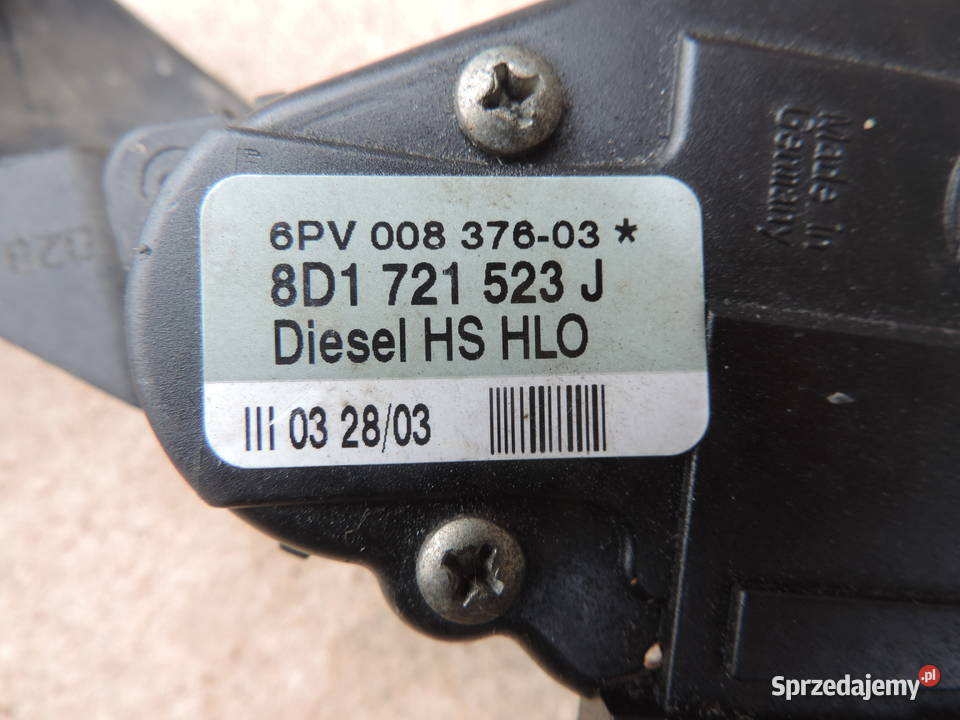 6PV 008 376-03 *
8D1 721 523 J
Diesel HS HLO
III 03 28/03
Made in
Germany
Sprzedajemy.pl